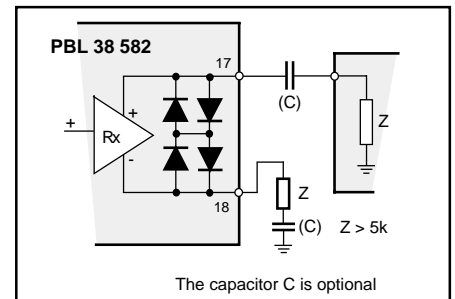 PBL 38 582
17
(C)
+
+
Rx
Z
-
18
Z
(C)
Z > 5k
The capacitor C is optional